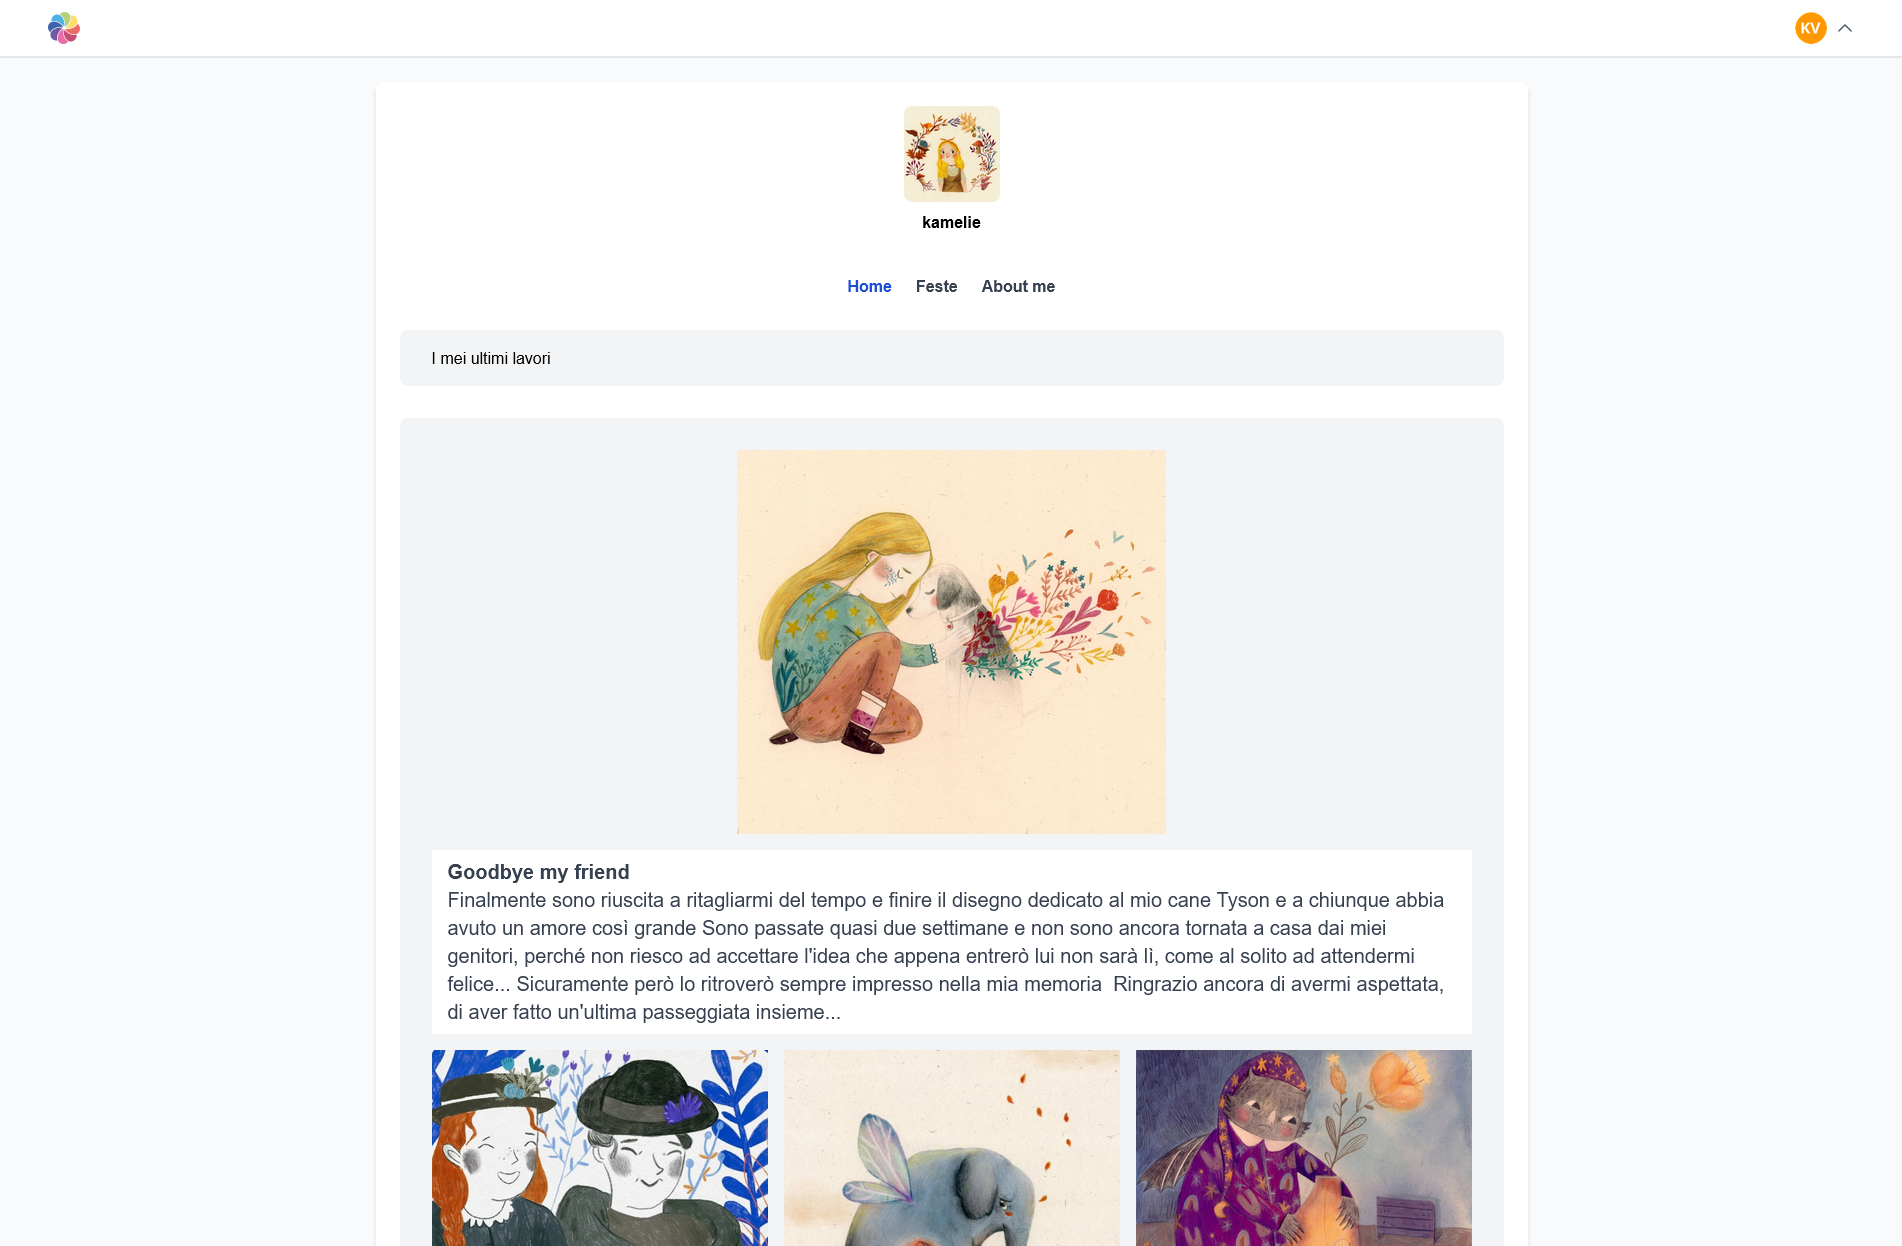 KV
kamelie
Home Feste About me
I mei ultimi lavori
Goodbye my friend
Finalmente sono riuscita a ritagliarmi del tempo e finire il disegno dedicato al mio cane Tyson e a chiunque abbia
avuto un amore così grande Sono passate quasi due settimane e non sono ancora tornata a casa dai miei
genitori, perché non riesco ad accettare l'idea che appena entrerò lui non sarà lì, come al solito ad attendermi
felice... Sicuramente però lo ritroverò sempre impresso nella mia memoria  Ringrazio ancora di avermi aspettata,
di aver fatto un'ultima passeggiata insieme...